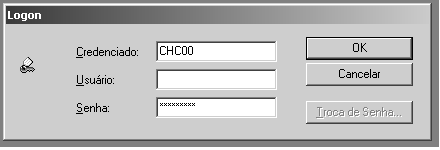 Logon
Credenciado: CHC00 OK
Usuário: Cancelar
Senha: ********* Troca de Senha...